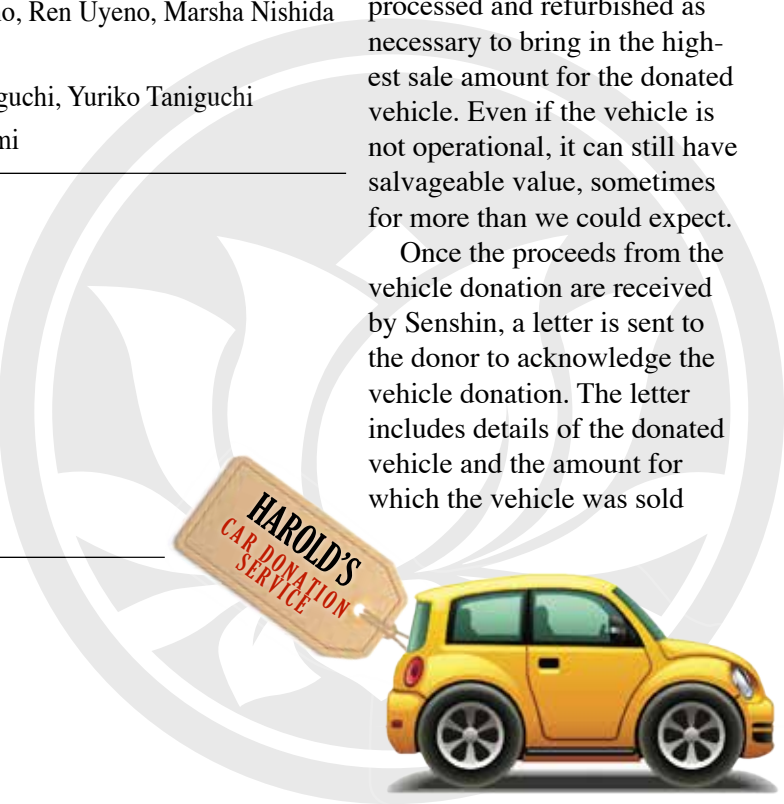 o, Ren Uyeno, Marsha Nishida
guchi, Yuriko Taniguchi
mi
processed and refurbished as
necessary to bring in the high-
est sale amount for the donated
vehicle. Even if the vehicle is
not operational, it can still have
salvageable value, sometimes
for more than we could expect.
Once the proceeds from the
vehicle donation are received
by Senshin, a letter is sent to
the donor to acknowledge the
vehicle donation. The letter
includes details of the donated
vehicle and the amount for
which the vehicle was sold
HAROLD'S
CAR DONATION
SERVICE